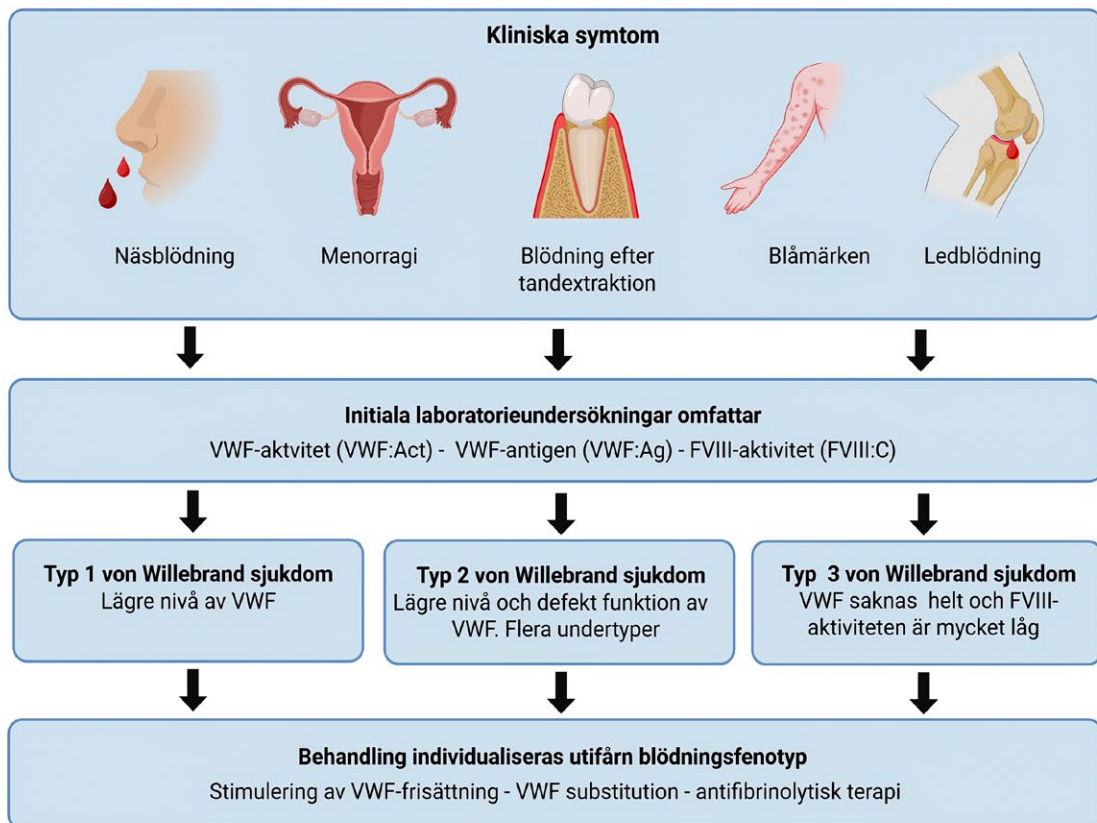 Kliniska symtom
Näsblödning
Menorragi
Blödning efter
tandextraktion
Blåmärken
Ledblödning
Initiala laboratorieundersökningar omfattar
VWF-aktvitet (VWF:Act) - VWF-antigen (VWF:Ag) - FVIII-aktivitet (FVIII:C)
Typ 1 von Willebrand sjukdom
Lägre nivå av VWF
Typ 2 von Willebrand sjukdom
Lägre nivå och defekt funktion av
VWF. Flera undertyper
Typ 3 von Willebrand sjukdom
VWF saknas helt och FVIII-
aktiviteten är mycket låg
Behandling individualiseras utifårn blödningsfenotyp
Stimulering av VWF-frisättning - VWF substitution - antifibrinolytisk terapi